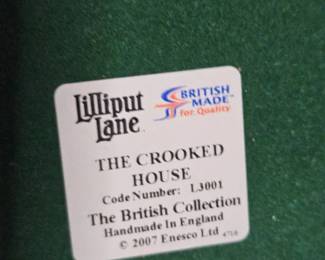 Lilliput Lane
BRITISH MADE™
for Quality
THE CROOKED
HOUSE
Code Number: L3001
The British Collection
Handmade In England
© 2007 Enesco Ltd